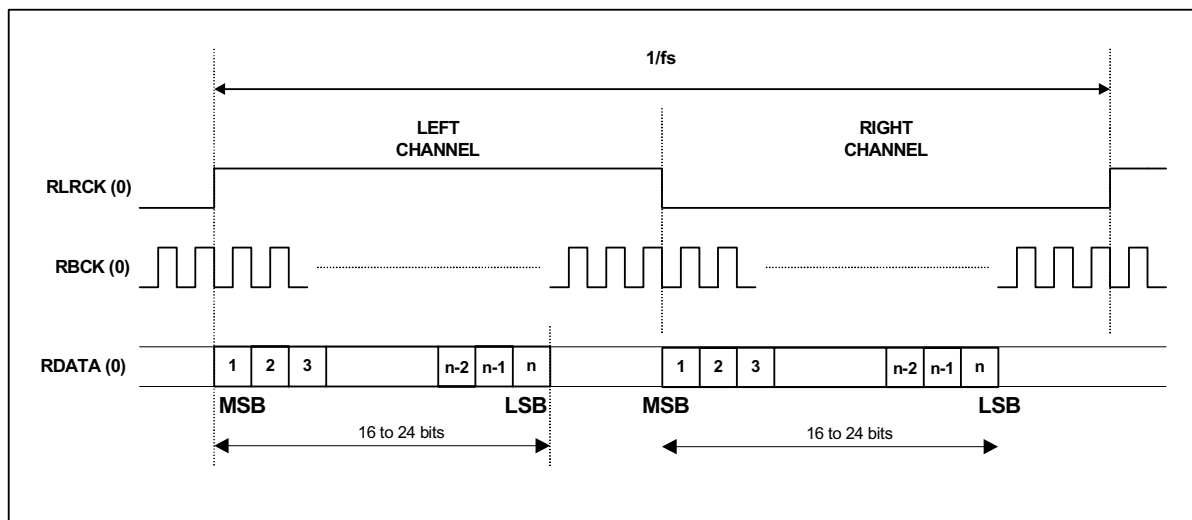 1/fs
LEFT
CHANNEL
RIGHT
CHANNEL
RLRCK (0)
RBCK (0)
RDATA (0)
1 2 3 n-2 n-1 n 1 2 3 n-2 n-1 n
MSB LSB MSB LSB
16 to 24 bits 16 to 24 bits